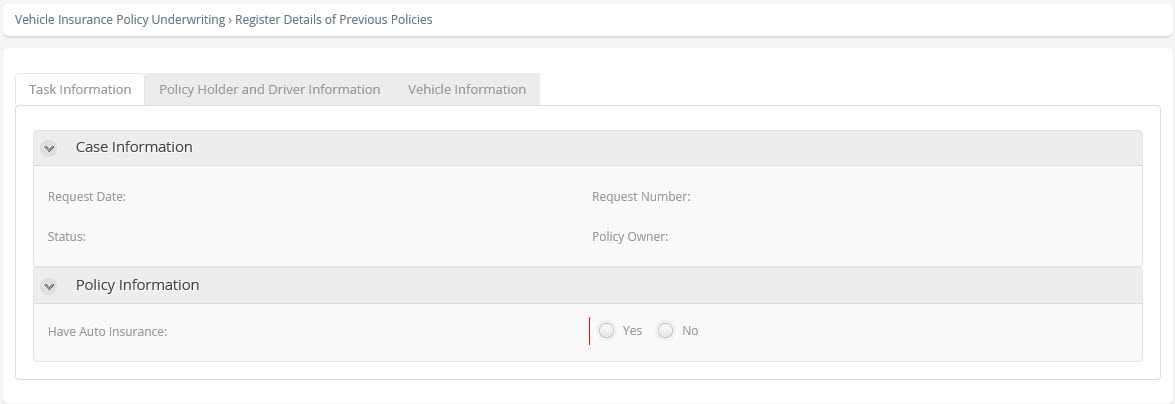 Vehicle Insurance Policy Underwriting › Register Details of Previous Policies
Task Information Policy Holder and Driver Information Vehicle Information
Case Information
Request Date: Request Number:
Status: Policy Owner:
Policy Information
Have Auto Insurance: Yes No